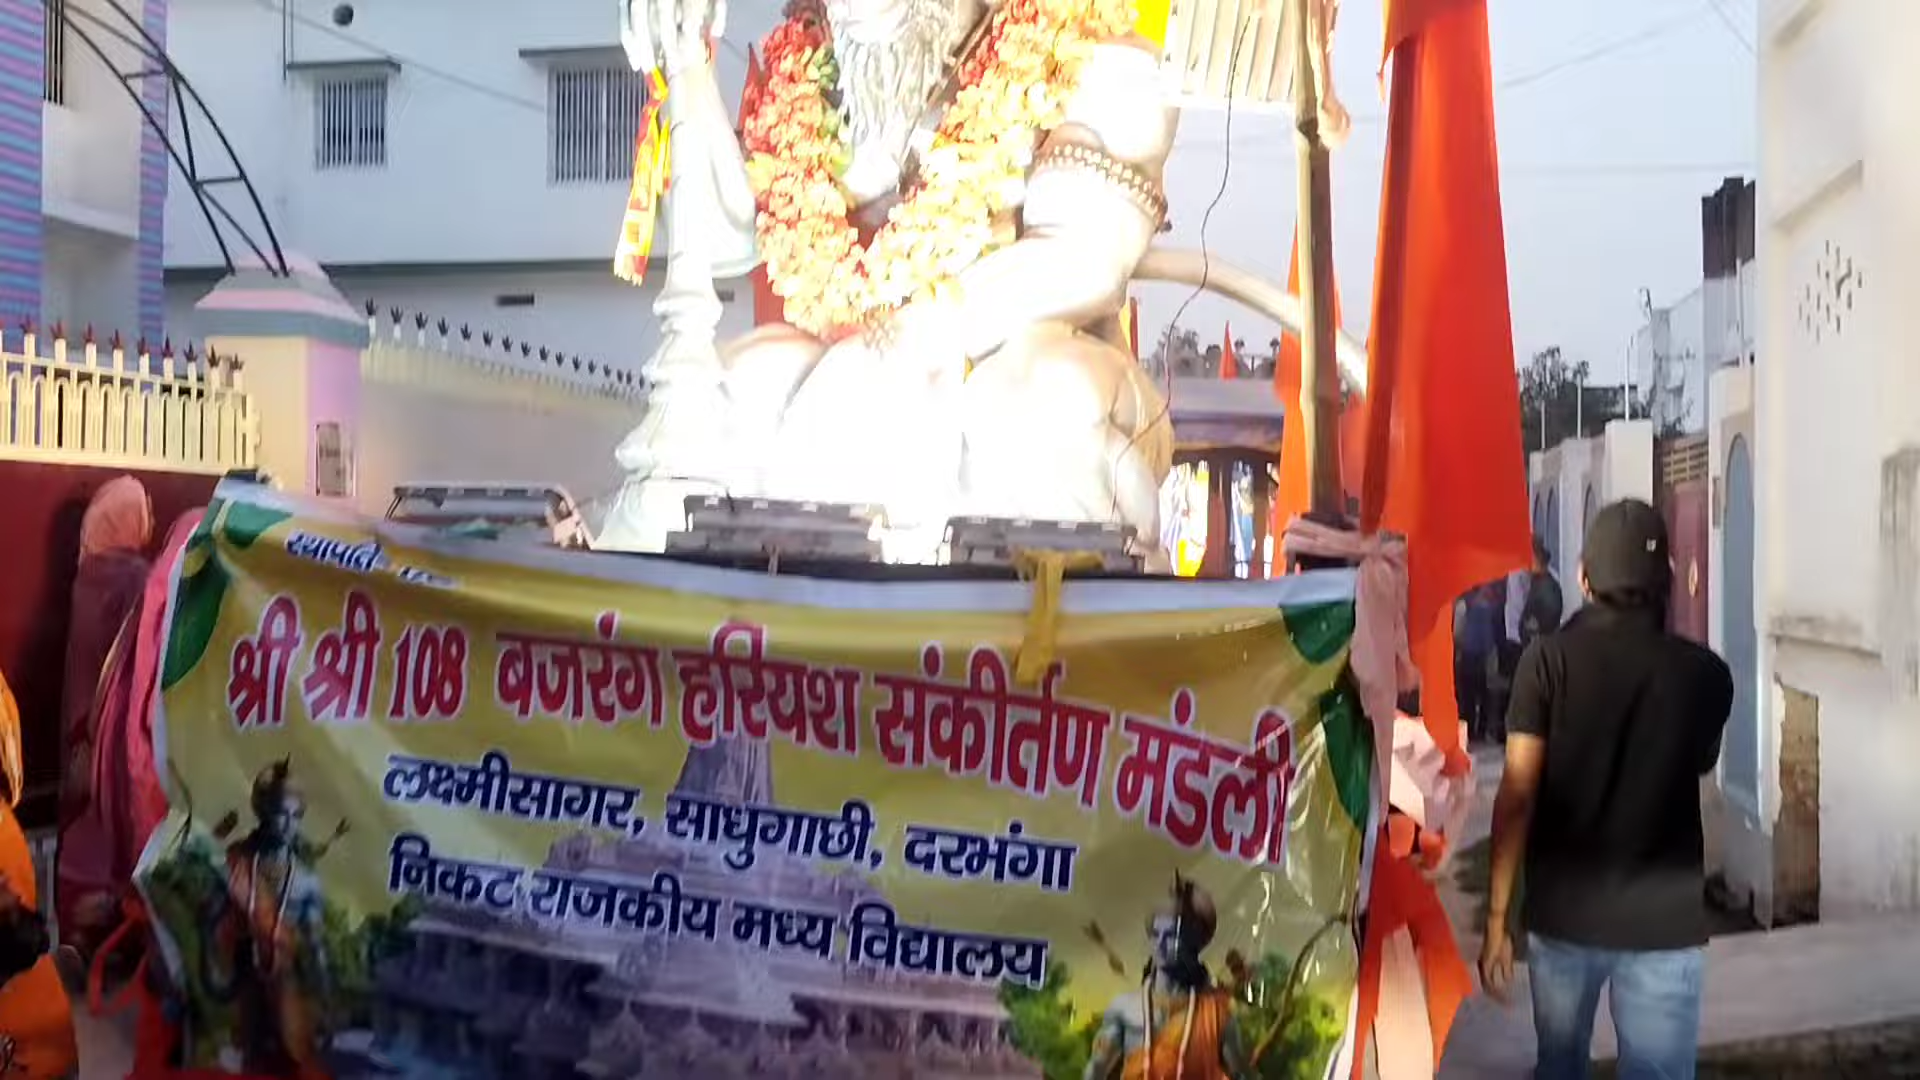 श्री श्री 108 बजरंग हरियश संकीर्तण मंडली
लक्ष्मीसागर, साधुगाछी, दरभंगा
निकट राजकीय मध्य विद्यालय